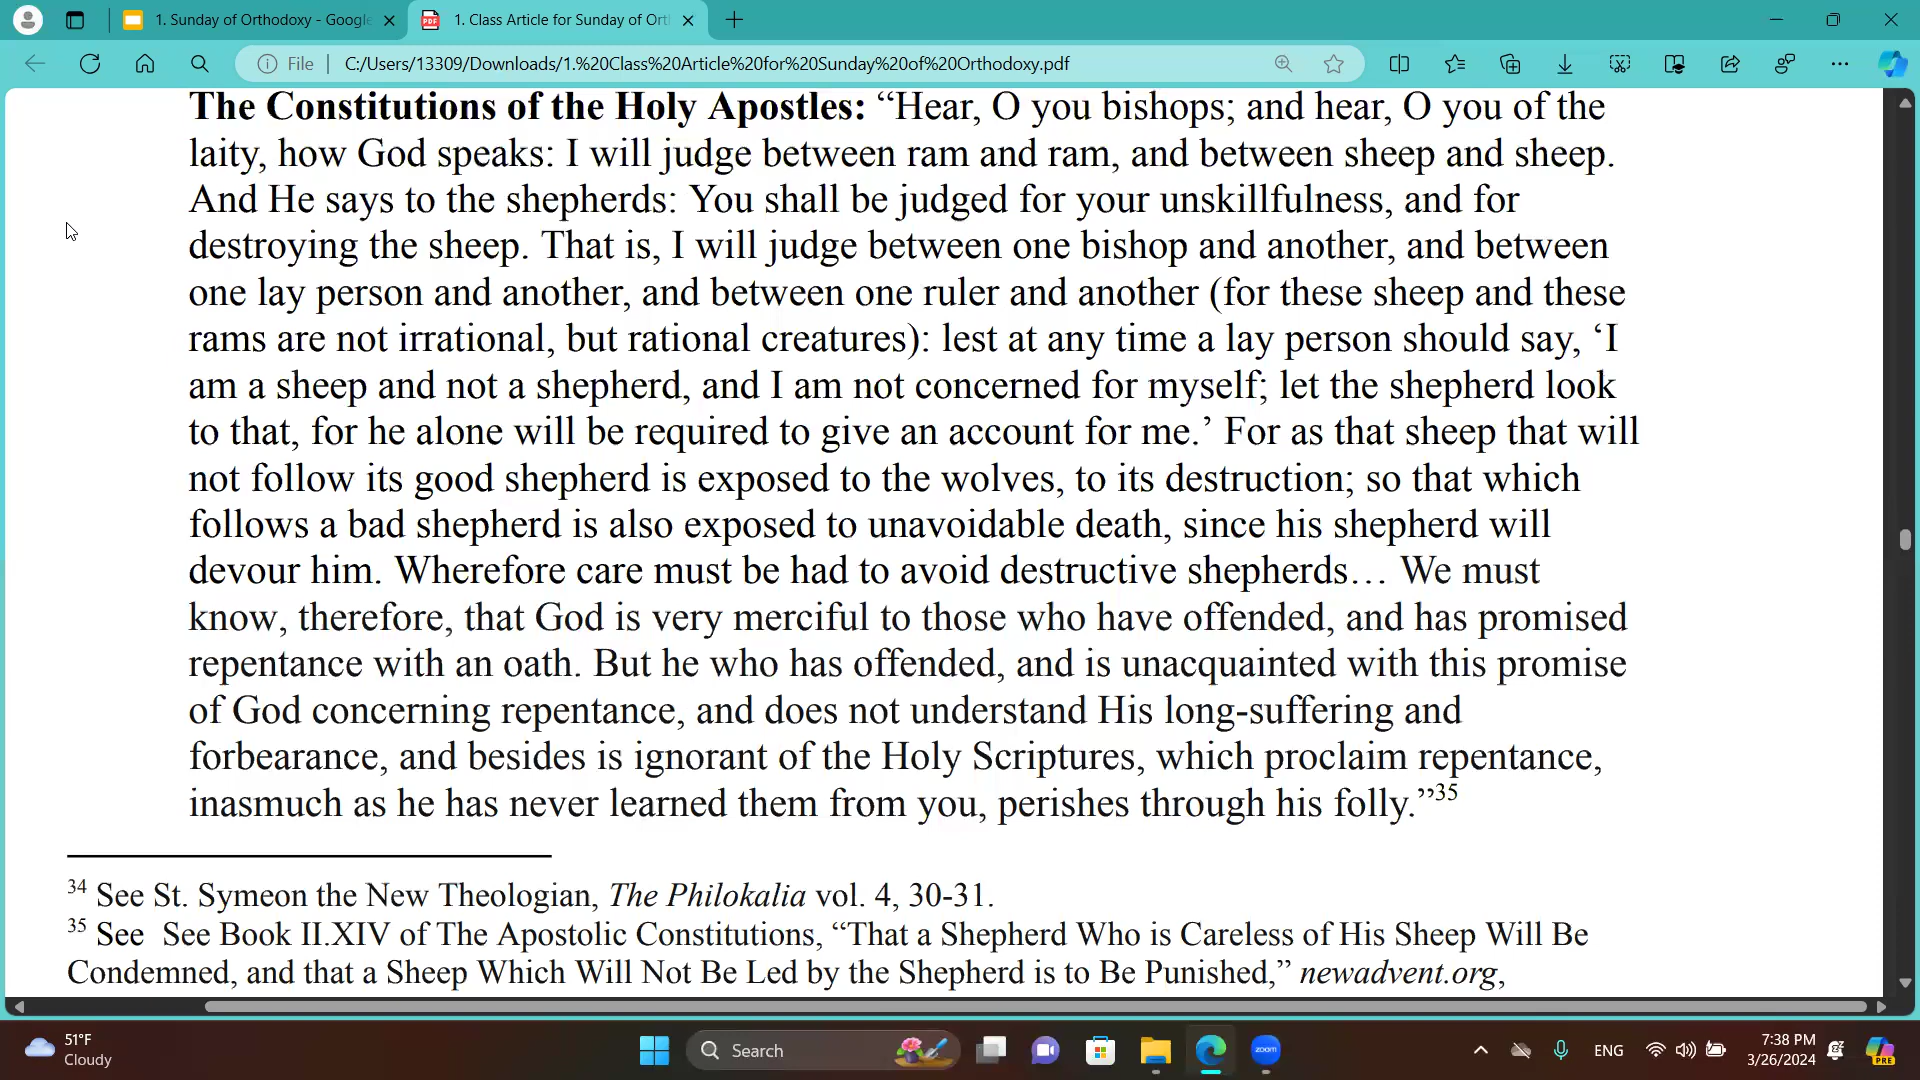 1. Sunday of Orthodoxy - Google
1. Class Article for Sunday of Ort
File
C:/Users/13309/Downloads/1.%20Class%20Article%20for%20Sunday%20of%20Orthodoxy.pdf
The Constitutions of the Holy Apostles: “Hear, O you bishops; and hear, O you of the
laity, how God speaks: I will judge between ram and ram, and between sheep and sheep.
And He says to the shepherds: You shall be judged for your unskillfulness, and for
destroying the sheep. That is, I will judge between one bishop and another, and between
one lay person and another, and between one ruler and another (for these sheep and these
rams are not irrational, but rational creatures): lest at any time a lay person should say, ‘I
am a sheep and not a shepherd, and I am not concerned for myself; let the shepherd look
to that, for he alone will be required to give an account for me.’ For as that sheep that will
not follow its good shepherd is exposed to the wolves, to its destruction; so that which
follows a bad shepherd is also exposed to unavoidable death, since his shepherd will
devour him. Wherefore care must be had to avoid destructive shepherds… We must
know, therefore, that God is very merciful to those who have offended, and has promised
repentance with an oath. But he who has offended, and is unacquainted with this promise
of God concerning repentance, and does not understand His long-suffering and
forbearance, and besides is ignorant of the Holy Scriptures, which proclaim repentance,
inasmuch as he has never learned them from you, perishes through his folly.”35
34 See St. Symeon the New Theologian, The Philokalia vol. 4, 30-31.
35 See  See Book II.XIV of The Apostolic Constitutions, “That a Shepherd Who is Careless of His Sheep Will Be
Condemned, and that a Sheep Which Will Not Be Led by the Shepherd is to Be Punished,” newadvent.org,
51°F
Cloudy
Search
zoom
ENG
7:38 PM
3/26/2024
PRE